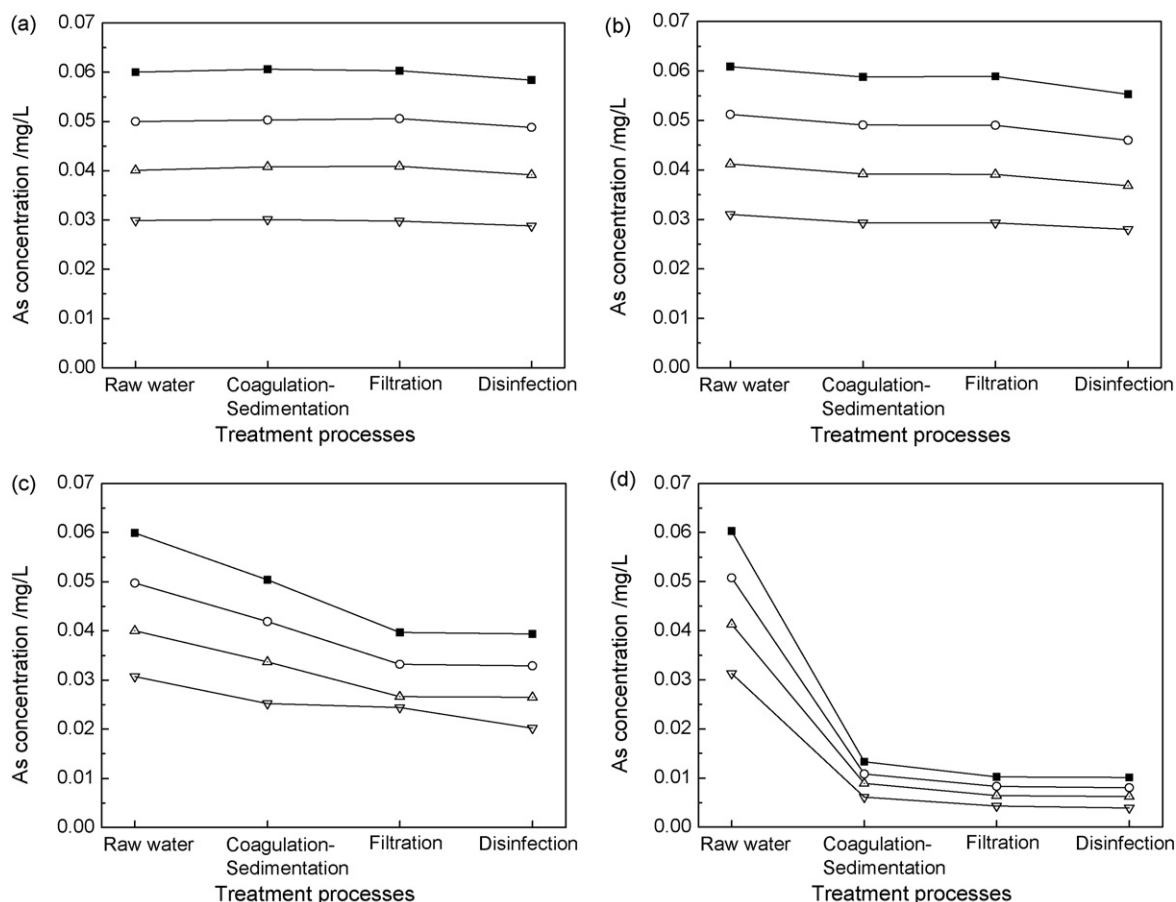 (a)
As concentration /mg/L
0.07
0.06
0.05
0.04
0.03
0.02
0.01
0.00
Raw water
Coagulation-
Sedimentation
Filtration
Disinfection
Treatment processes
(b)
As concentration /mg/L
0.07
0.06
0.05
0.04
0.03
0.02
0.01
0.00
Raw water
Coagulation-
Sedimentation
Filtration
Disinfection
Treatment processes
(c)
As concentration /mg/L
0.07
0.06
0.05
0.04
0.03
0.02
0.01
0.00
Raw water
Coagulation-
Sedimentation
Filtration
Disinfection
Treatment processes
(d)
As concentration /mg/L
0.07
0.06
0.05
0.04
0.03
0.02
0.01
0.00
Raw water
Coagulation-
Sedimentation
Filtration
Disinfection
Treatment processes